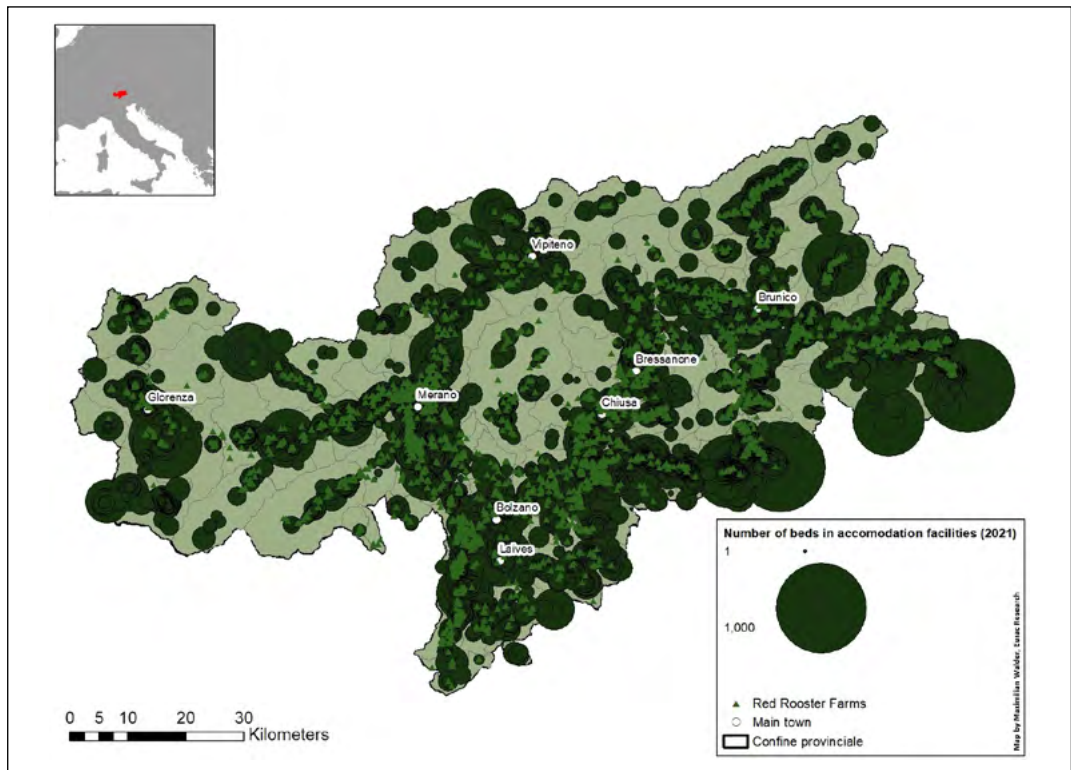 Vipiteno
Brunico
Bressanone
Glorenza
Merano
Chiusa
Bolzano
Laives
Number of beds in accomodation facilities (2021)
1
1,000
Red Rooster Farms
Main town
Confine provinciale
Map by Maximilian Walder, Eurac Research
0 5 10 20 30
Kilometers